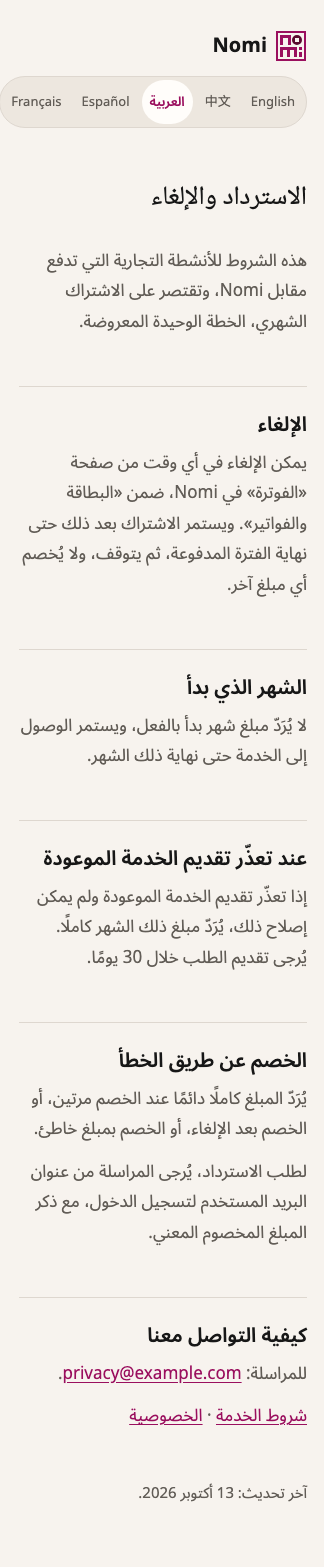 Nomi
English 中文 العربية Español Français
الاسترداد والإلغاء
هذه الشروط للأنشطة التجارية التي تدفع
مقابل Nomi، وتقتصر على الاشتراك
الشهري، الخطة الوحيدة المعروضة.
الإلغاء
يمكن الإلغاء في أي وقت من صفحة
«الفوترة» في Nomi، ضمن «البطاقة
والفواتير». ويستمر الاشتراك بعد ذلك حتى
نهاية الفترة المدفوعة، ثم يتوقف، ولا يُخصم
أي مبلغ آخر.
الشهر الذي بدأ
لا يُرَدّ مبلغ شهر بدأ بالفعل، ويستمر الوصول
إلى الخدمة حتى نهاية ذلك الشهر.
عند تعذّر تقديم الخدمة الموعودة
إذا تعذّر تقديم الخدمة الموعودة ولم يمكن
إصلاح ذلك، يُرَدّ مبلغ ذلك الشهر كاملًا.
يُرجى تقديم الطلب خلال 30 يومًا.
الخصم عن طريق الخطأ
يُرَدّ المبلغ كاملًا دائمًا عند الخصم مرتين، أو
الخصم بعد الإلغاء، أو الخصم بمبلغ خاطئ.
لطلب الاسترداد، يُرجى المراسلة من عنوان
البريد المستخدم لتسجيل الدخول، مع ذكر
المبلغ المخصوم المعني.
كيفية التواصل معنا
للمراسلة: privacy@example.com.
شروط الخدمة · الخصوصية
آخر تحديث: 13 أكتوبر 2026.